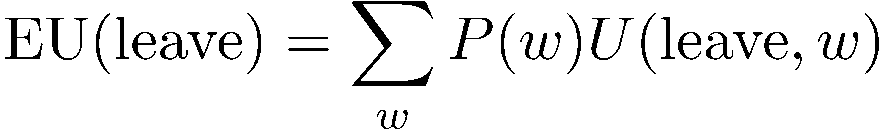 EU(leave) = ∑_w P(w)U(leave, w)